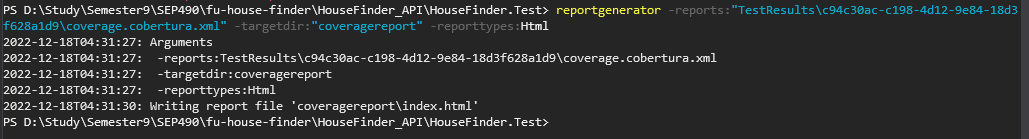 PS D:\Study\Semester9\SEP490\fu-house-finder\HouseFinder_API\HouseFinder.Test> reportgenerator -reports:"TestResults\c94c30ac-c198-4d12-9e84-18d3
f628a1d9\coverage.cobertura.xml" -targetdir:"coveragereport" -reporttypes:Html
2022-12-18T04:31:27: Arguments
2022-12-18T04:31:27:  -reports:TestResults\c94c30ac-c198-4d12-9e84-18d3f628a1d9\coverage.cobertura.xml
2022-12-18T04:31:27:  -targetdir:coveragereport
2022-12-18T04:31:27:  -reporttypes:Html
2022-12-18T04:31:30: Writing report file 'coveragereport\index.html'
PS D:\Study\Semester9\SEP490\fu-house-finder\HouseFinder_API\HouseFinder.Test>